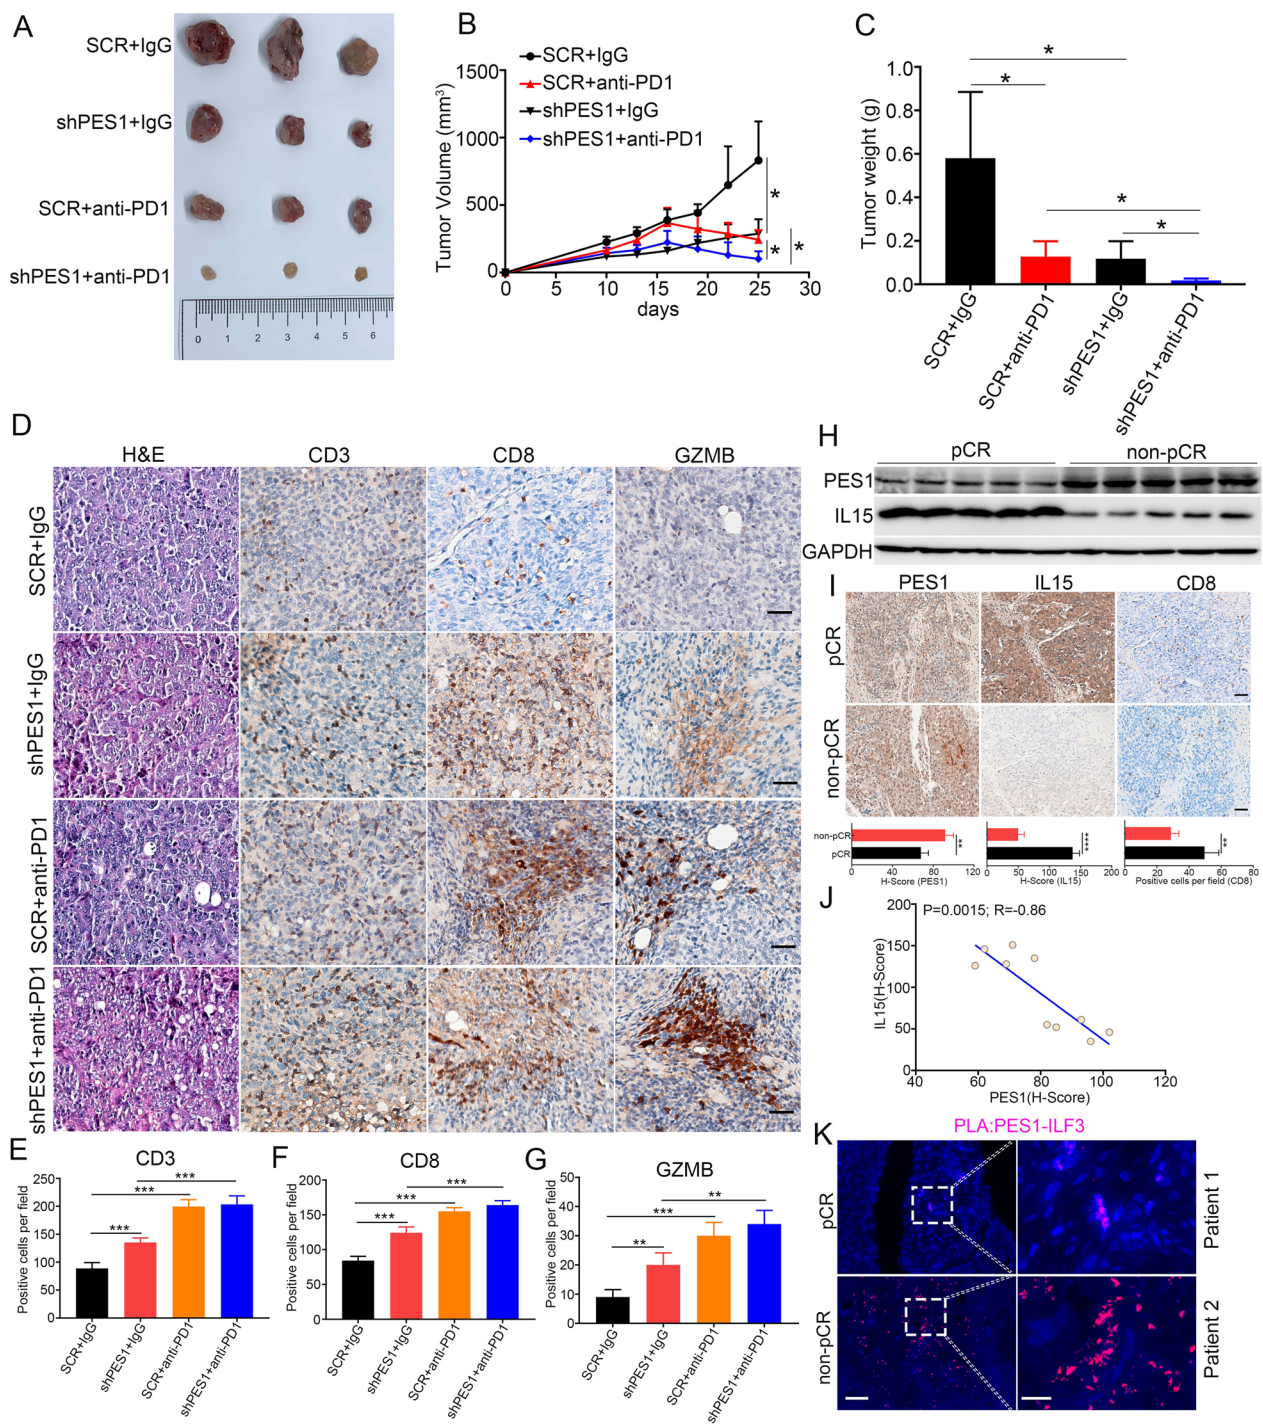 A
SCR+IgG
shPES1+IgG
SCR+anti-PD1
shPES1+anti-PD1
0 1 2 3 4 5 6
B
SCR+IgG
SCR+anti-PD1
shPES1+IgG
shPES1+anti-PD1
Tumor Volume (mm³)
1500
1000
500
0
0 5 10 15 20 25 30
days
*
*
*
C
Tumor weight (g)
1.0
0.8
0.6
0.4
0.2
0.0
*
*
*
*
SCR+IgG
SCR+anti-PD1
shPES1+IgG
shPES1+anti-PD1
D
H&E CD3 CD8 GZMB
SCR+IgG
shPES1+IgG
SCR+anti-PD1
shPES1+anti-PD1
E
CD3
Positive cells per field
250
200
150
100
50
0
***
***
***
SCR+IgG
shPES1+IgG
SCR+anti-PD1
shPES1+anti-PD1
F
CD8
Positive cells per field
200
150
100
50
0
***
***
***
SCR+IgG
shPES1+IgG
SCR+anti-PD1
shPES1+anti-PD1
G
GZMB
Positive cells per field
50
40
30
20
10
0
**
***
**
SCR+IgG
shPES1+IgG
SCR+anti-PD1
shPES1+anti-PD1
H
pCR non-pCR
PES1
IL15
GAPDH
I
PES1 IL15 CD8
pCR
non-pCR
non-pCR
pCR
**
0 40 60 80 120
H-Score (PES1)
****
0 50 100 150 200
H-Score (IL15)
**
0 20 40 60 80
Positive cells per field (CD8)
J
P=0.0015; R=-0.86
IL15(H-Score)
200
150
100
50
0
40 60 80 100 120
PES1(H-Score)
K
PLA:PES1-ILF3
pCR
Patient 1
non-pCR
Patient 2